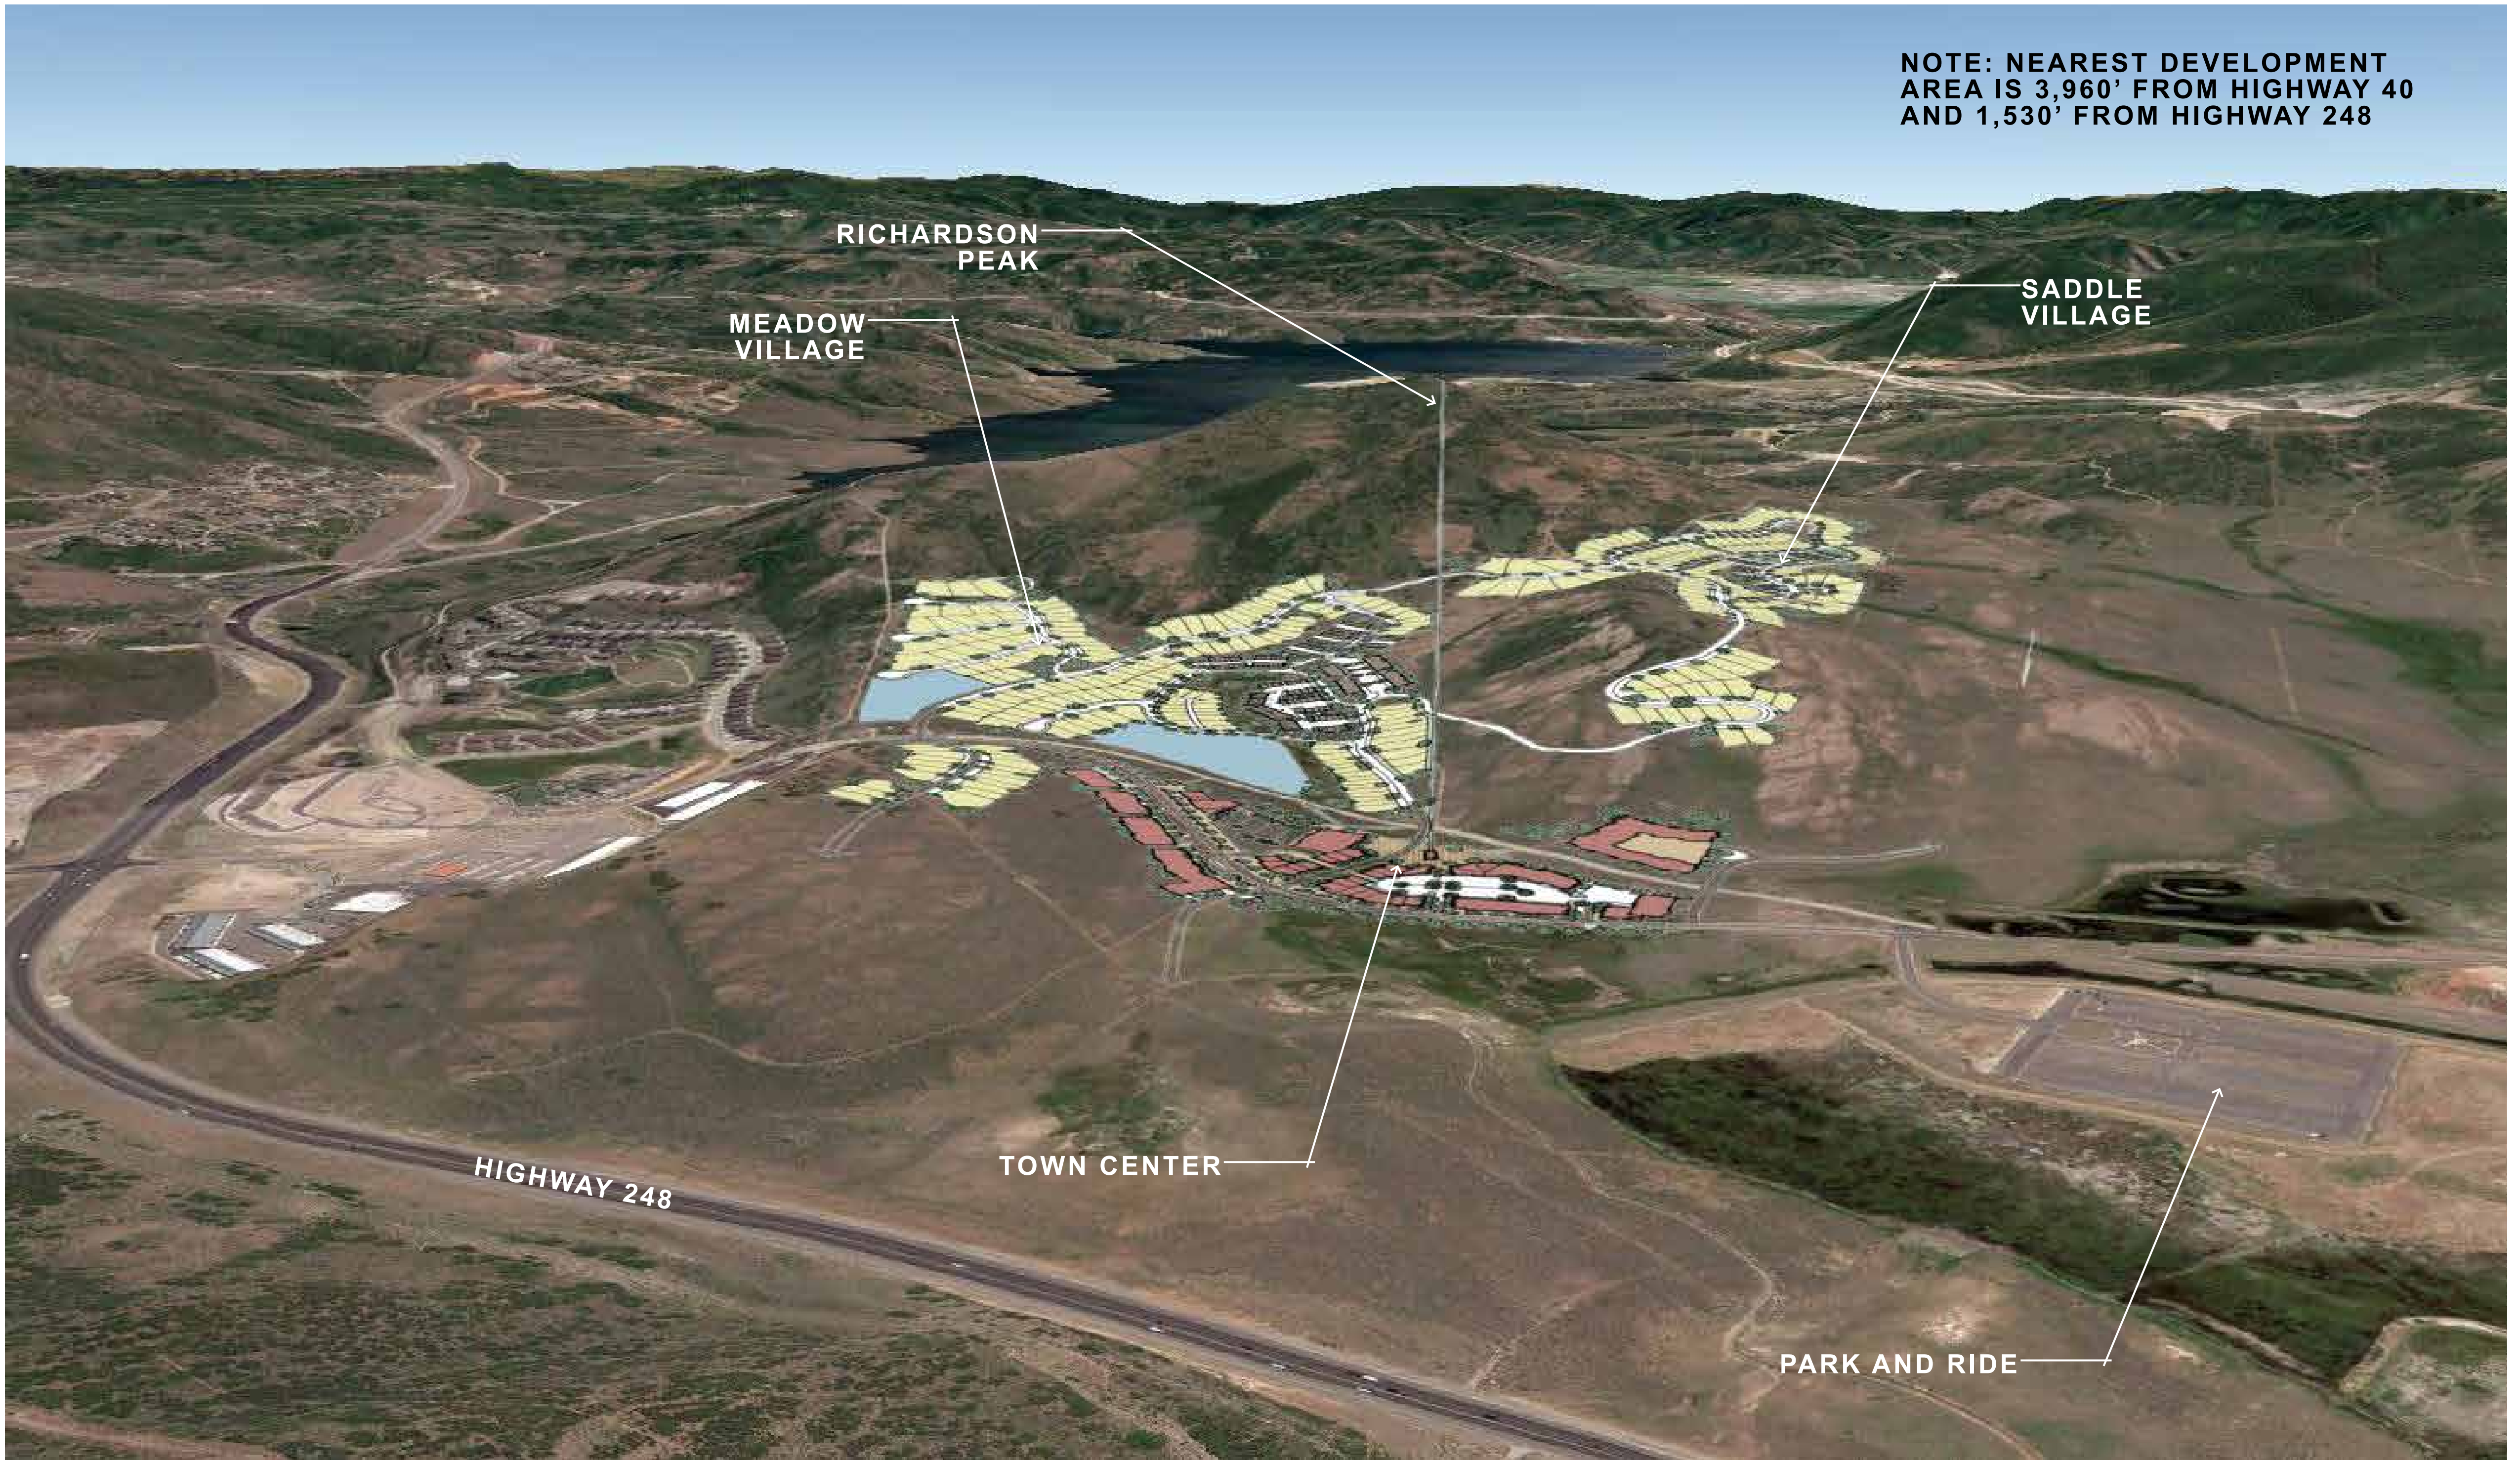 NOTE: NEAREST DEVELOPMENT
AREA IS 3,960’ FROM HIGHWAY 40
AND 1,530’ FROM HIGHWAY 248
RICHARDSON
PEAK
SADDLE
VILLAGE
MEADOW
VILLAGE
TOWN CENTER
HIGHWAY 248
PARK AND RIDE